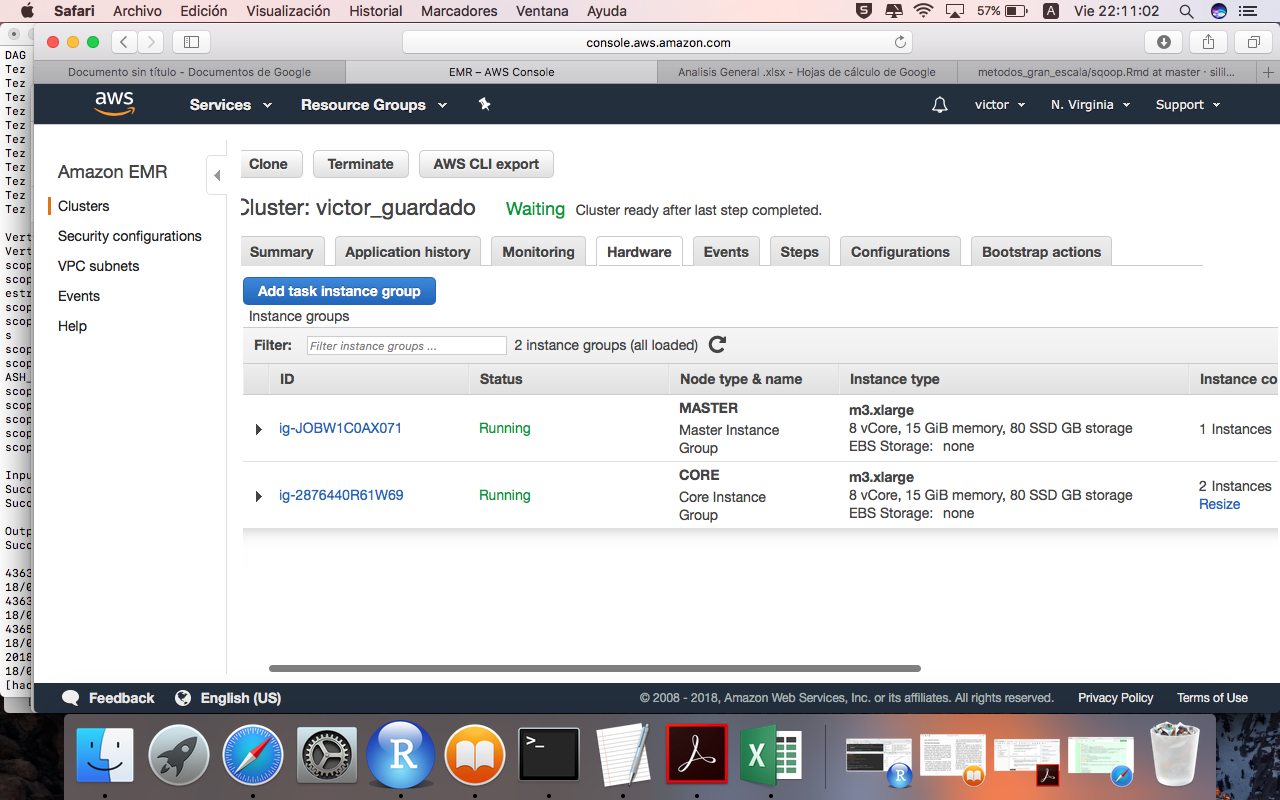 Safari Archivo Edición Visualización Historial Marcadores Ventana Ayuda 57% Vie 22:11:02
console.aws.amazon.com
Documento sin título - Documentos de Google EMR – AWS Console Analisis General .xlsx - Hojas de cálculo de Google metodos_gran_escala/sqoop.Rmd at master · silil...
aws Services Resource Groups victor N. Virginia Support
DAG
Tez
Tez
Tez
Tez
Tez
Tez
Tez
Tez
Tez
Tez
Tez
Vert
Vert
scop
scop
estr
scop
scop
s
scop
scop
ASH_
scop
scop
scop
scop
scop
Inpu
Succ
Succ
Outp
Succ
4363
18/0
4363
18/0
4365
18/0
2018
18/0
[had
Amazon EMR
Clusters
Security configurations
VPC subnets
Events
Help
Clone Terminate AWS CLI export
Cluster: victor_guardado Waiting Cluster ready after last step completed.
Summary Application history Monitoring Hardware Events Steps Configurations Bootstrap actions
Add task instance group
Instance groups
Filter: Filter instance groups ... 2 instance groups (all loaded)
ID Status Node type & name Instance type Instance co
ig-JOBW1C0AX071 Running MASTER
Master Instance
Group
m3.xlarge
8 vCore, 15 GiB memory, 80 SSD GB storage
EBS Storage: none
1 Instances
ig-2876440R61W69 Running CORE
Core Instance
Group
m3.xlarge
8 vCore, 15 GiB memory, 80 SSD GB storage
EBS Storage: none
2 Instances
Resize
Feedback English (US) © 2008 - 2018, Amazon Web Services, Inc. or its affiliates. All rights reserved. Privacy Policy Terms of Use